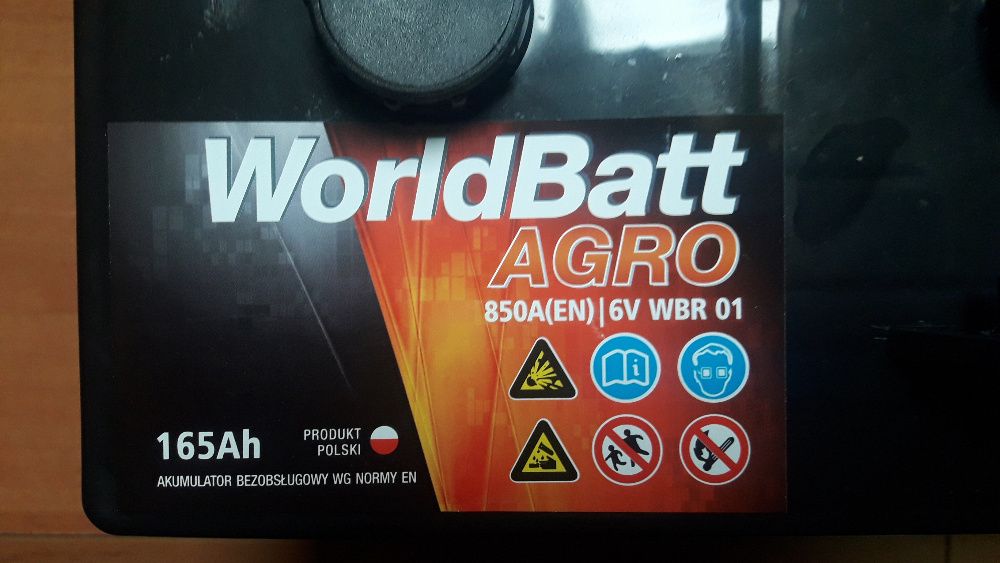 WorldBatt
AGRO
850A(EN)|6V WBR 01
165Ah
PRODUKT
POLSKI
AKUMULATOR BEZOBSŁUGOWY WG NORMY EN